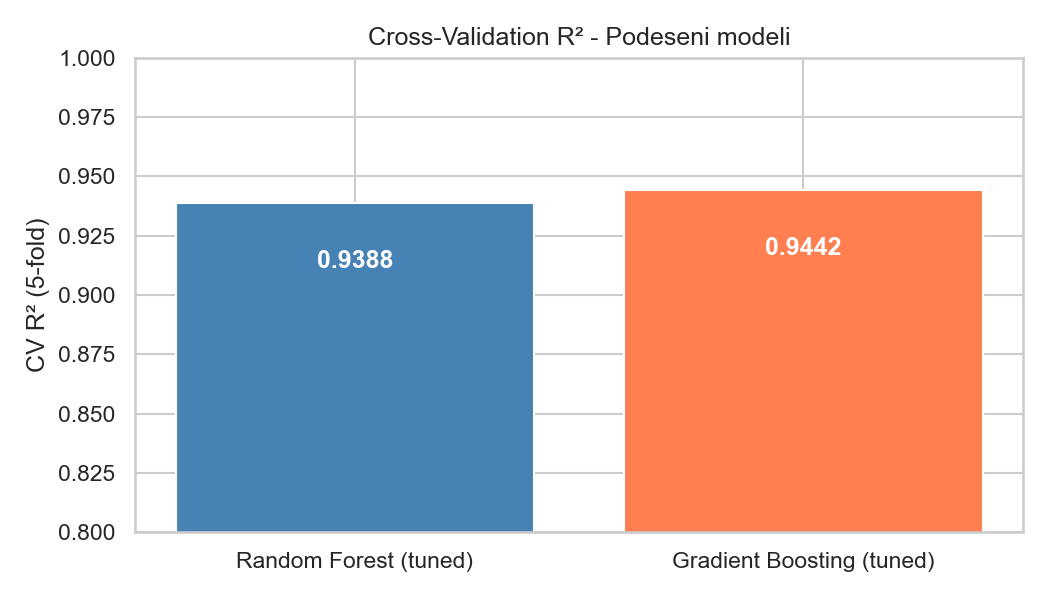 Cross-Validation R² - Podeseni modeli
CV R² (5-fold)
1.000
0.975
0.950
0.925
0.900
0.875
0.850
0.825
0.800
0.9388
0.9442
Random Forest (tuned)
Gradient Boosting (tuned)